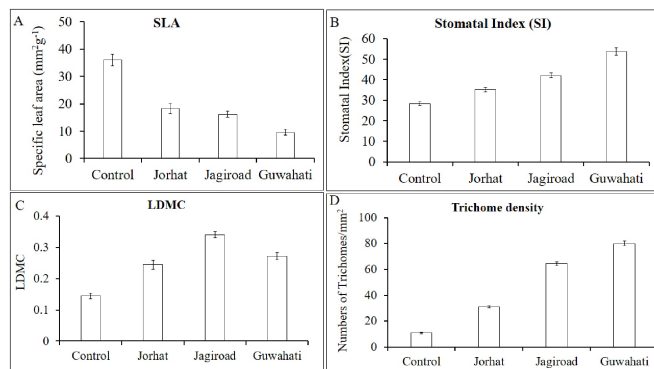 A
SLA
Specific leaf area (mm²g⁻¹)
50
40
30
20
10
0
Control Jorhat Jagiroad Guwahati
B
Stomatal Index (SI)
Stomatal Index(SI)
60
50
40
30
20
10
0
Control Jorhat Jagiroad Guwahati
C
LDMC
LDMC
0.4
0.3
0.2
0.1
0
Control Jorhat Jagiroad Guwahati
D
Trichome density
Numbers of Trichomes/mm²
100
80
60
40
20
0
Control Jorhat Jagiroad Guwahati